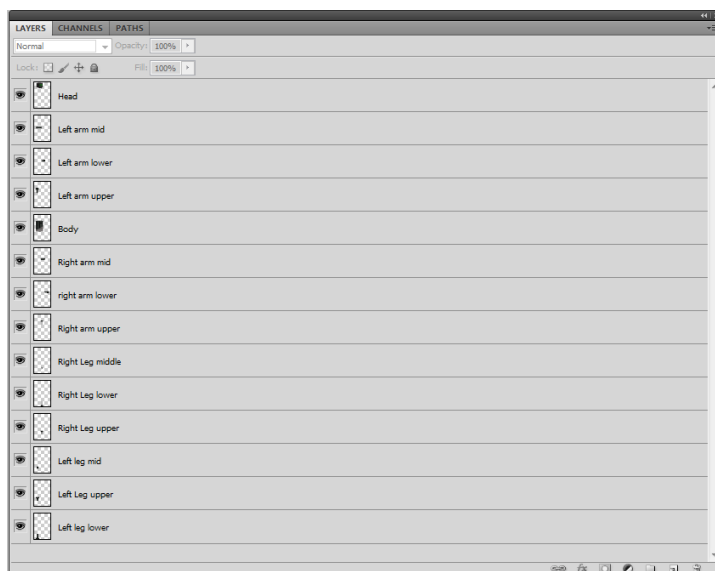 LAYERS CHANNELS PATHS
Normal Opacity: 100%
Lock: Fill: 100%
Head
Left arm mid
Left arm lower
Left arm upper
Body
Right arm mid
right arm lower
Right arm upper
Right Leg middle
Right Leg lower
Right Leg upper
Left leg mid
Left Leg upper
Left leg lower
fx